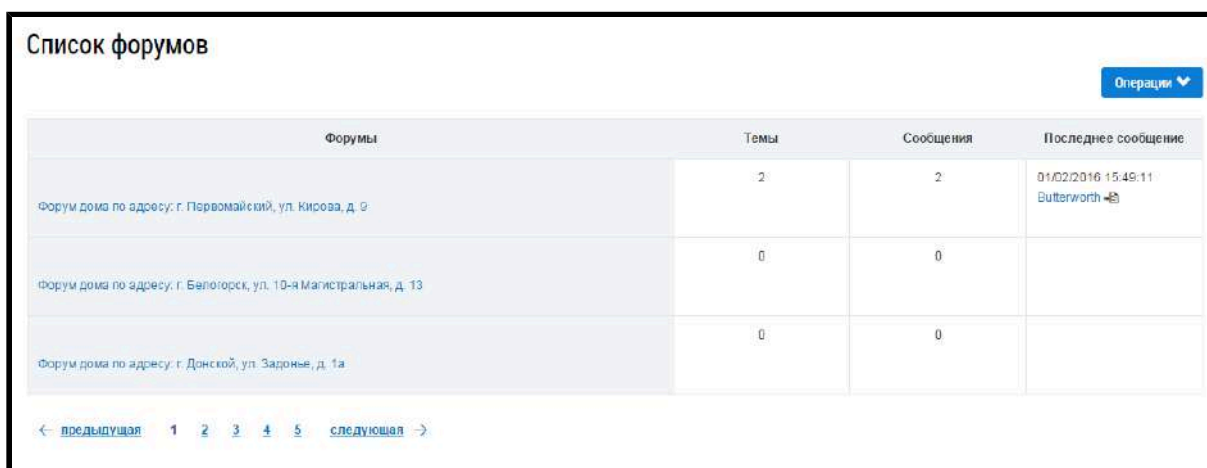 Список форумов
Операции
Форумы Темы Сообщения Последнее сообщение
2 2 01/02/2016 15:49:11
Форум дома по адресу: г. Первомайский, ул. Кирова, д. 9 Butterworth
0 0
Форум дома по адресу: г. Белогорск, ул. 10-я Магистральная, д. 13
0 0
Форум дома по адресу: г. Донской, ул. Задонье, д. 1а
← предыдущая 1 2 3 4 5 следующая →